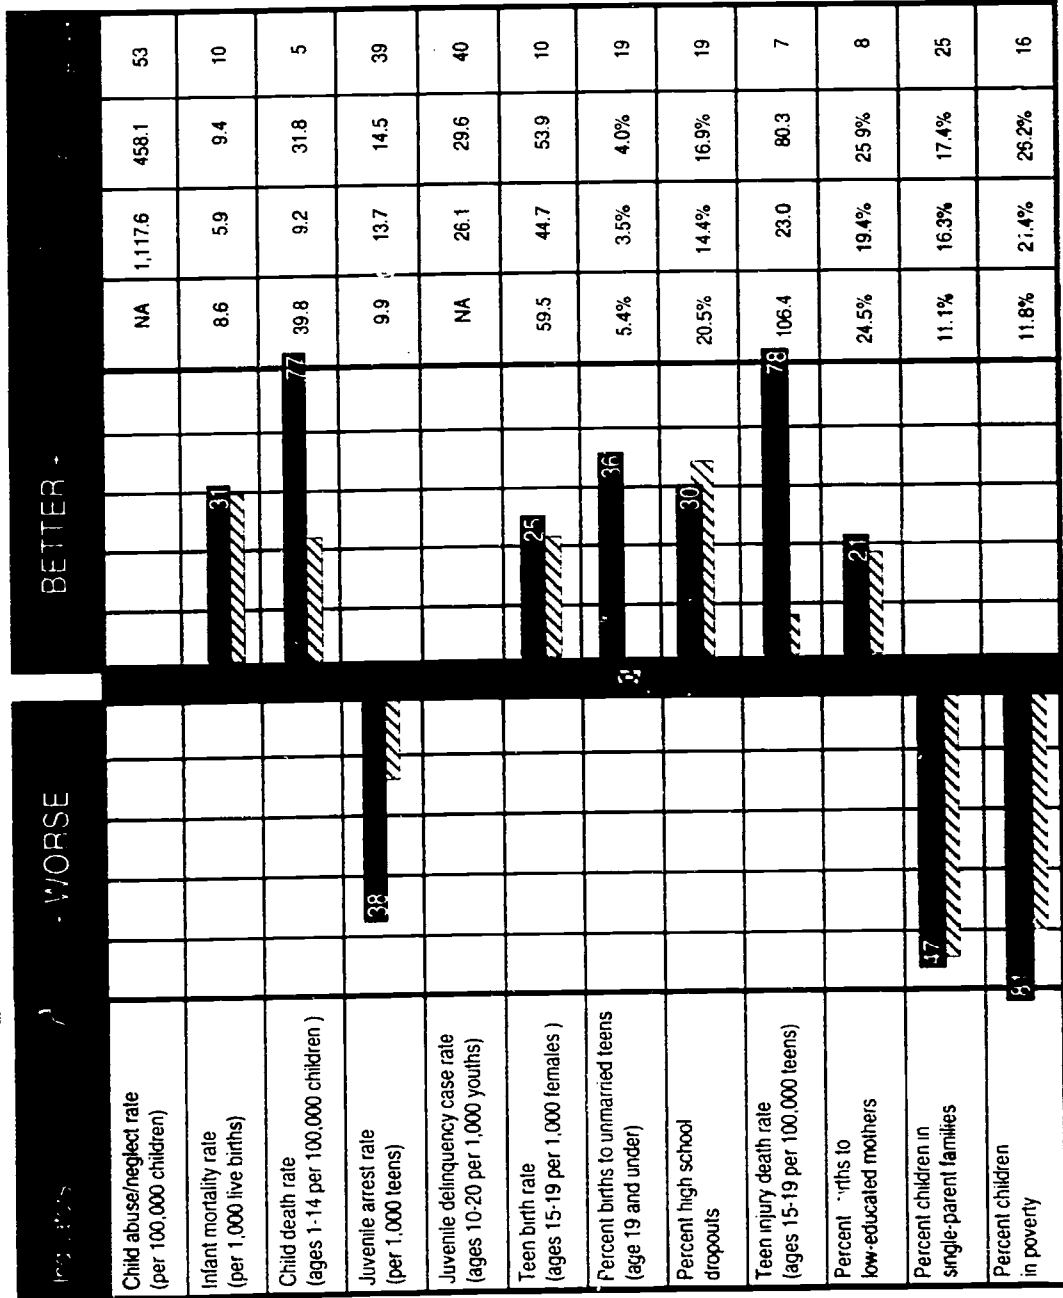 - WORSE
BETTER +
Child abuse/neglect rate
(per 100,000 children)
NA 1,117.6 458.1 53
Infant mortality rate
(per 1,000 live births)
31 8.6 5.9 9.4 10
Child death rate
(ages 1-14 per 100,000 children )
77 39.8 9.2 31.8 5
Juvenile arrest rate
(per 1,000 teens)
38 9.9 13.7 14.5 39
Juvenile delinquency case rate
(ages 10-20 per 1,000 youths)
NA 26.1 29.6 40
Teen birth rate
(ages 15-19 per 1,000 females )
25 59.5 44.7 53.9 10
Percent births to unmarried teens
(age 19 and under)
36 5.4% 3.5% 4.0% 19
Percent high school
dropouts
30 20.5% 14.4% 16.9% 19
Teen injury death rate
(ages 15-19 per 100,000 teens)
78 106.4 23.0 80.3 7
Percent to
low-educated mothers
21 24.5% 19.4% 25 9% 8
Percent children in
single-parent families
47 11.1% 16.3% 17.4% 25
Percent children
in poverty
81 11.8% 26.2% 16